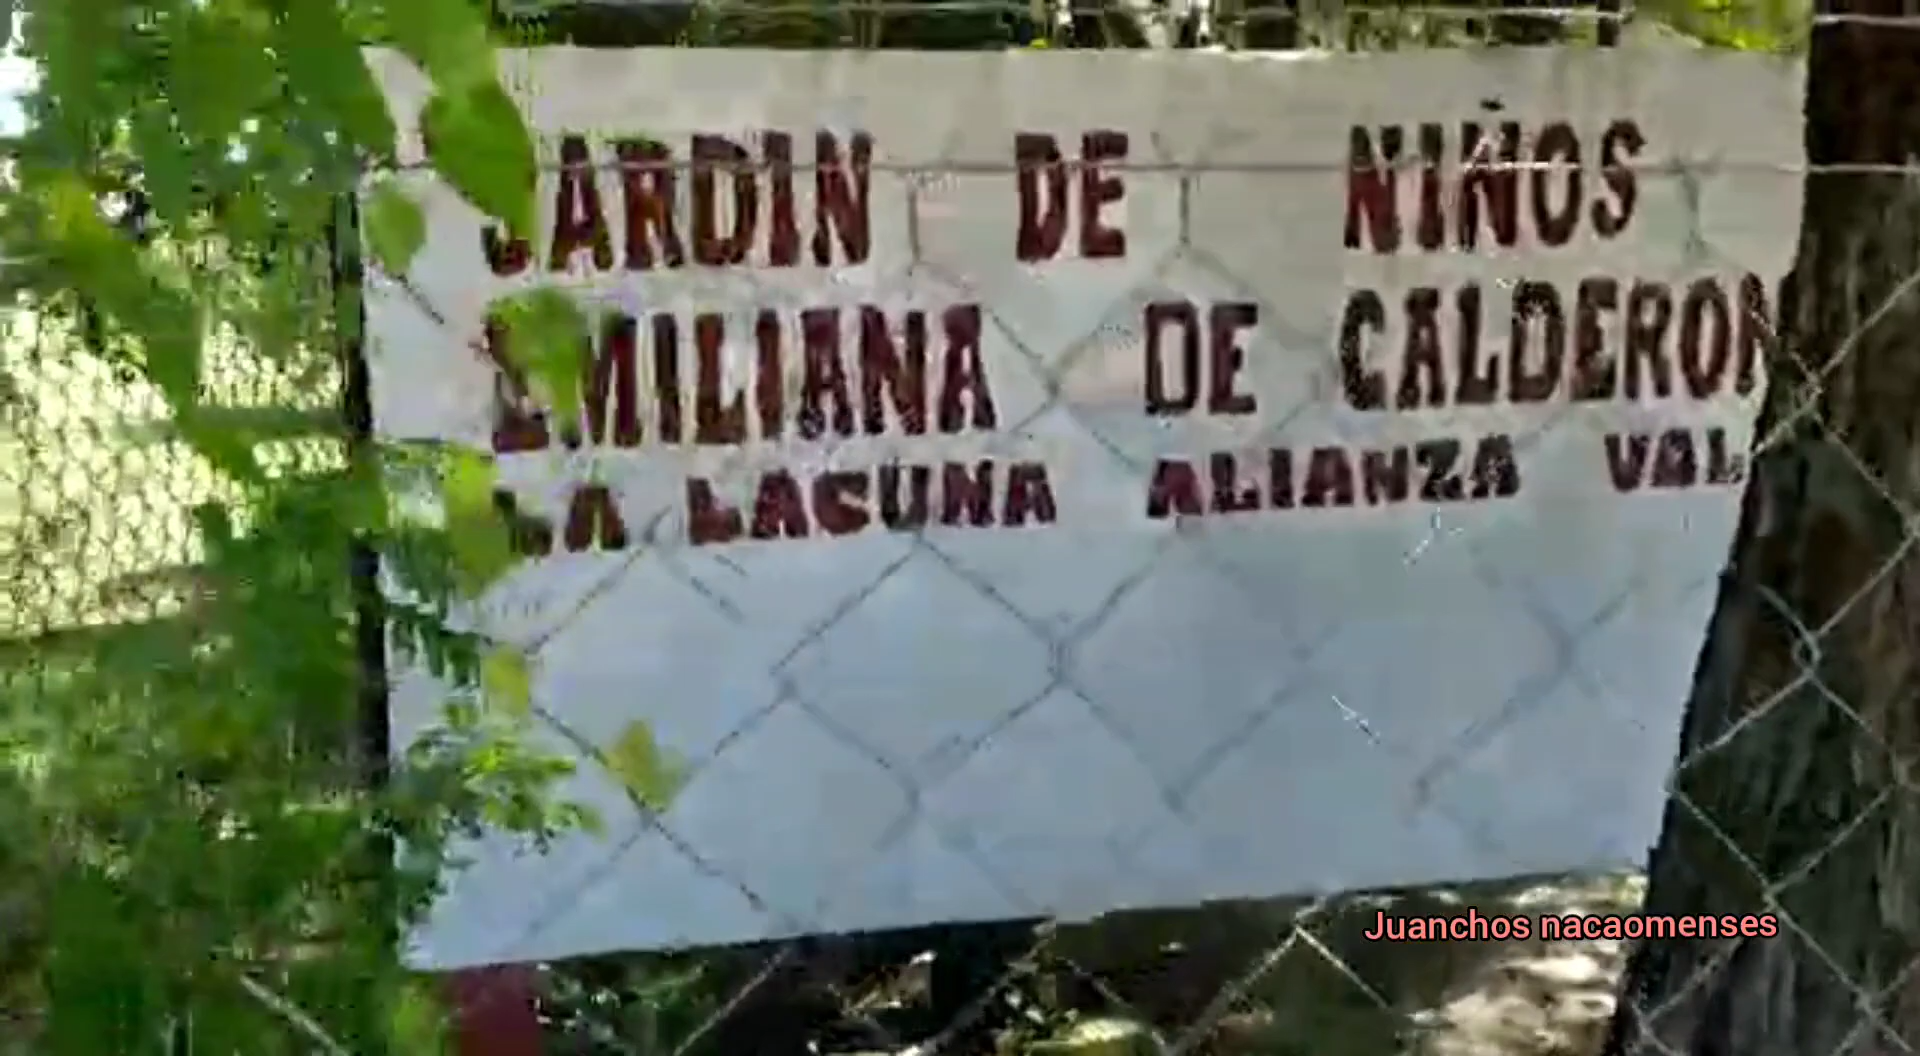 JARDIN DE NIÑOS
EMILIANA DE CALDERON
LA LAGUNA ALIANZA VAL
Juanchos nacaomenses